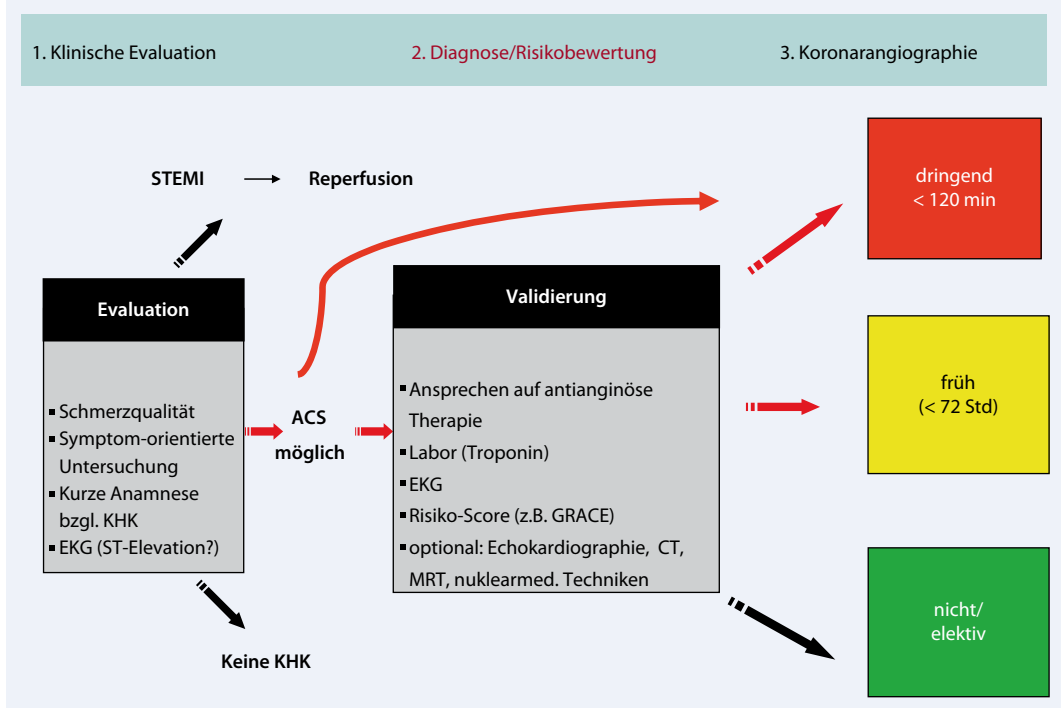 1. Klinische Evaluation
2. Diagnose/Risikobewertung
3. Koronarangiographie
STEMI
Reperfusion
Evaluation
▪ Schmerzqualität
▪ Symptom-orientierte
Untersuchung
▪ Kurze Anamnese
bzgl. KHK
▪ EKG (ST-Elevation?)
Keine KHK
ACS
möglich
Validierung
▪ Ansprechen auf antianginöse
Therapie
▪ Labor (Troponin)
▪ EKG
▪ Risiko-Score (z.B. GRACE)
▪ optional: Echokardiographie, CT,
MRT, nuklearmed. Techniken
dringend
< 120 min
früh
(< 72 Std)
nicht/
elektiv